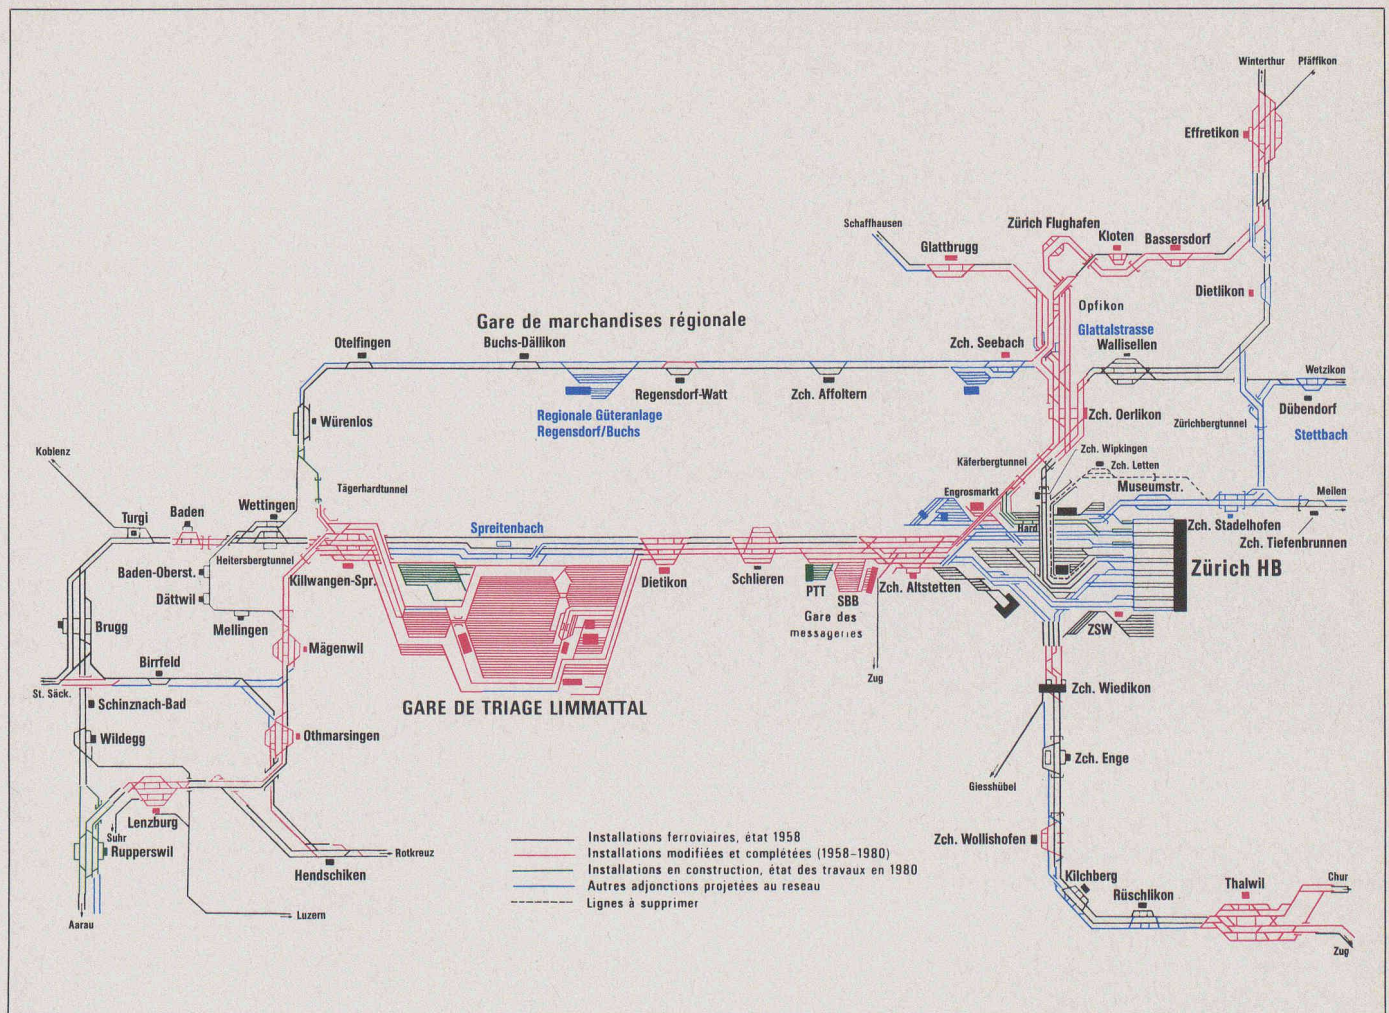 Winterthur
Pfäffikon
Effretikon
Schaffhausen
Zürich Flughafen
Glattbrugg
Kloten
Bassersdorf
Dietlikon
Opfikon
Glattalstrasse
Wallisellen
Gare de marchandises régionale
Otelfingen
Buchs-Dällikon
Zch. Seebach
Regensdorf-Watt
Zch. Affoltern
Wetzikon
Dübendorf
Stettbach
Regionale Güteranlage
Regensdorf/Buchs
Würenlos
Zch. Oerlikon
Zürichbergtunnel
Koblenz
Zch. Wipkingen
Käferbergtunnel
Zch. Letten
Tägerhardtunnel
Museumstr.
Engrosmarkt
Meilen
Turgi
Baden
Wettingen
Spreitenbach
Hard
Zch. Stadelhofen
Zch. Tiefenbrunnen
Heitersbergtunnel
Baden-Oberst.
Killwangen-Spr.
Dietikon
Schlieren
Zch. Altstetten
Zürich HB
Dättwil
PTT
SBB
Gare des
messageries
Mellingen
Brugg
ZSW
Mägenwil
Birrfeld
Zug
St. Säck.
Schinznach-Bad
GARE DE TRIAGE LIMMATTAL
Zch. Wiedikon
Wildegg
Othmarsingen
Zch. Enge
Giesshübel
Lenzburg
Suhr
Rupperswil
Rotkreuz
Hendschiken
Zch. Wollishofen
Kilchberg
Rüschlikon
Thalwil
Chur
Zug
Aarau
Luzern
Installations ferroviaires, état 1958
Installations modifiées et complétées (1958–1980)
Installations en construction, état des travaux en 1980
Autres adjonctions projetées au reseau
Lignes à supprimer